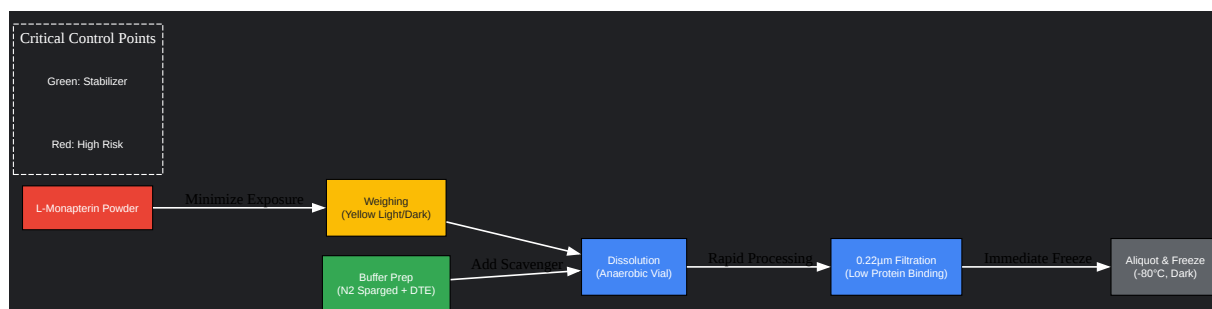 Critical Control Points
Green: Stabilizer
Red: High Risk
L-Monapterin Powder
Minimize Exposure
Weighing
(Yellow Light/Dark)
Buffer Prep
(N2 Sparged + DTE)
Add Scavenger
Dissolution
(Anaerobic Vial)
Rapid Processing
0.22µm Filtration
(Low Protein Binding)
Immediate Freeze
Aliquot & Freeze
(-80°C, Dark)